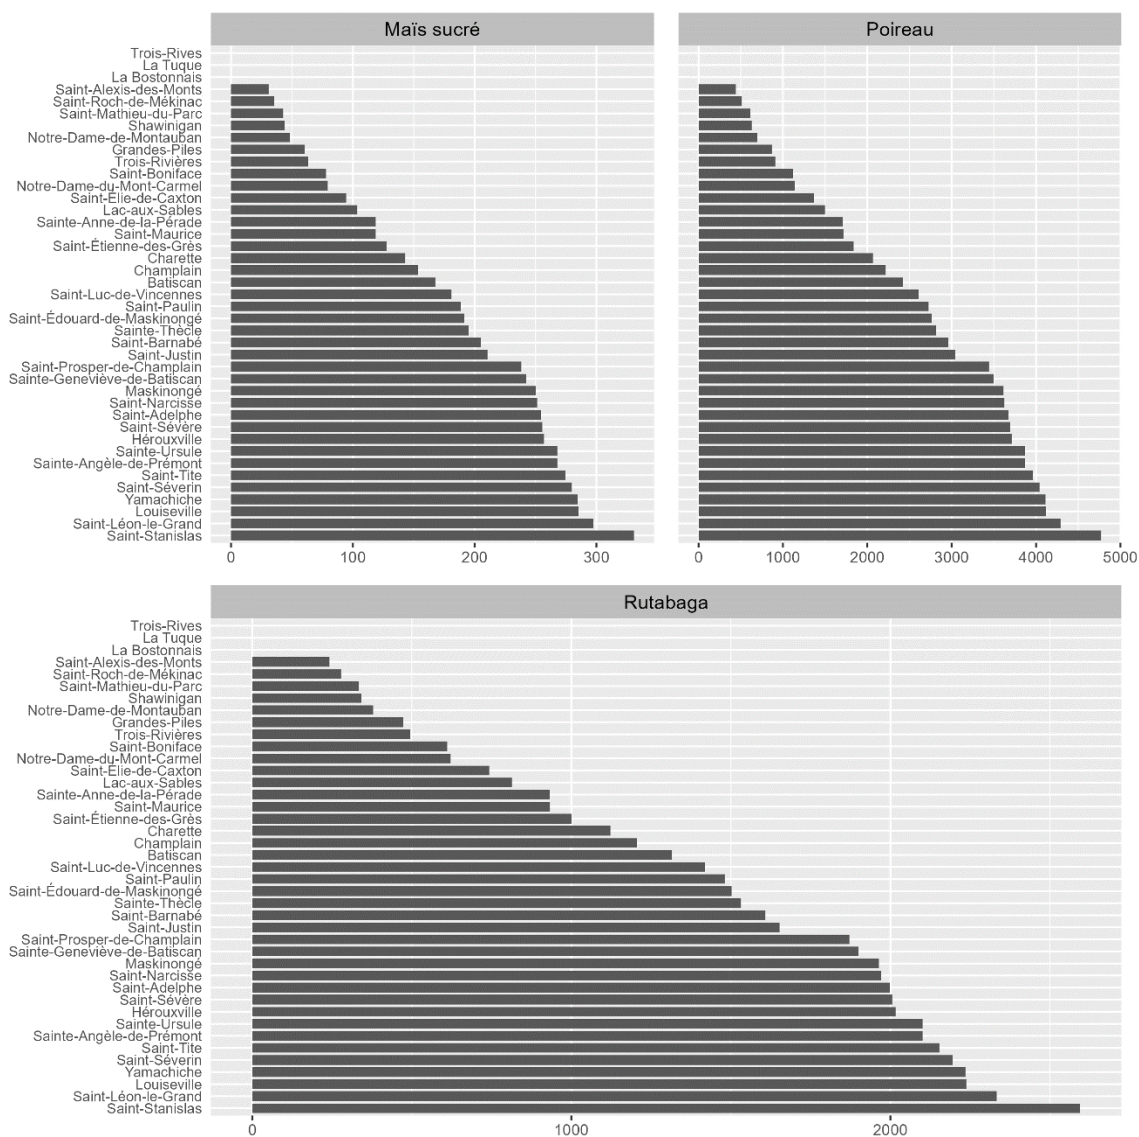 Maïs sucré
Trois-Rives
La Tuque
La Bostonnais
Saint-Alexis-des-Monts
Saint-Roch-de-Mékinac
Saint-Mathieu-du-Parc
Shawinigan
Notre-Dame-de-Montauban
Grandes-Piles
Trois-Rivières
Saint-Boniface
Notre-Dame-du-Mont-Carmel
Saint-Élie-de-Caxton
Lac-aux-Sables
Sainte-Anne-de-la-Pérade
Saint-Maurice
Saint-Étienne-des-Grès
Charette
Champlain
Batiscan
Saint-Luc-de-Vincennes
Saint-Paulin
Saint-Édouard-de-Maskinongé
Sainte-Thècle
Saint-Barnabé
Saint-Justin
Saint-Prosper-de-Champlain
Sainte-Geneviève-de-Batiscan
Maskinongé
Saint-Narcisse
Saint-Adelphe
Saint-Sévère
Hérouxville
Sainte-Ursule
Sainte-Angèle-de-Prémont
Saint-Tite
Saint-Séverin
Yamachiche
Louiseville
Saint-Léon-le-Grand
Saint-Stanislas
0 100 200 300
Poireau
0 1000 2000 3000 4000 5000
Rutabaga
Trois-Rives
La Tuque
La Bostonnais
Saint-Alexis-des-Monts
Saint-Roch-de-Mékinac
Saint-Mathieu-du-Parc
Shawinigan
Notre-Dame-de-Montauban
Grandes-Piles
Trois-Rivières
Saint-Boniface
Notre-Dame-du-Mont-Carmel
Saint-Élie-de-Caxton
Lac-aux-Sables
Sainte-Anne-de-la-Pérade
Saint-Maurice
Saint-Étienne-des-Grès
Charette
Champlain
Batiscan
Saint-Luc-de-Vincennes
Saint-Paulin
Saint-Édouard-de-Maskinongé
Sainte-Thècle
Saint-Barnabé
Saint-Justin
Saint-Prosper-de-Champlain
Sainte-Geneviève-de-Batiscan
Maskinongé
Saint-Narcisse
Saint-Adelphe
Saint-Sévère
Hérouxville
Sainte-Ursule
Sainte-Angèle-de-Prémont
Saint-Tite
Saint-Séverin
Yamachiche
Louiseville
Saint-Léon-le-Grand
Saint-Stanislas
0 1000 2000